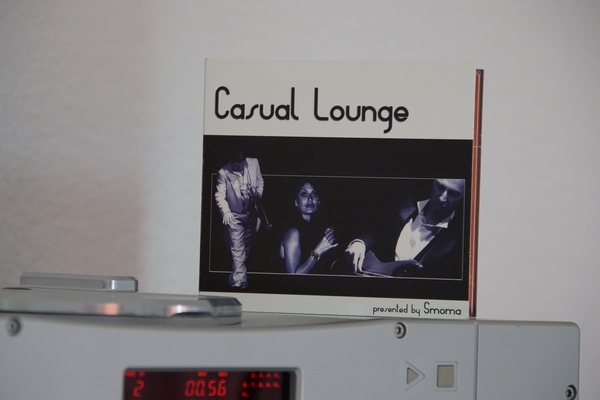 Casual Lounge
presented by Smoma
2 00:56